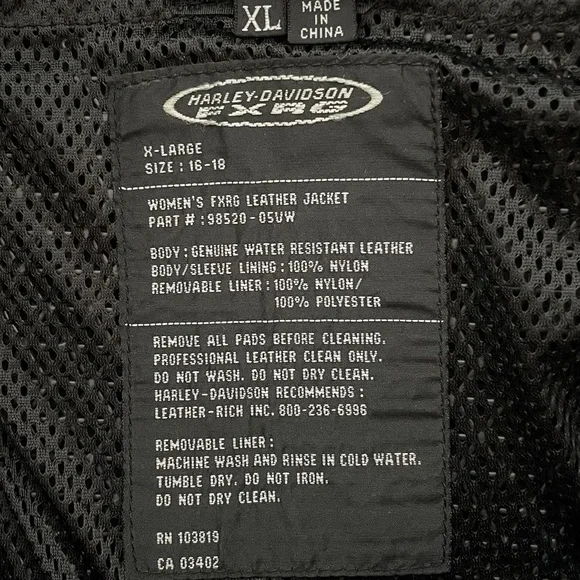 XL
MADE
IN
CHINA
HARLEY-DAVIDSON
FXRG
X-LARGE
SIZE : 16-18
WOMEN'S FXRG LEATHER JACKET
PART # : 98520-05VW
BODY : GENUINE WATER RESISTANT LEATHER
BODY/SLEEVE LINING : 100% NYLON
REMOVABLE LINER : 100% NYLON/
100% POLYESTER
REMOVE ALL PADS BEFORE CLEANING.
PROFESSIONAL LEATHER CLEAN ONLY.
DO NOT WASH. DO NOT DRY CLEAN.
HARLEY-DAVIDSON RECOMMENDS :
LEATHER-RICH INC. 800-236-6996
REMOVABLE LINER :
MACHINE WASH AND RINSE IN COLD WATER.
TUMBLE DRY. DO NOT IRON.
DO NOT DRY CLEAN.
RN 103819
CA 03402